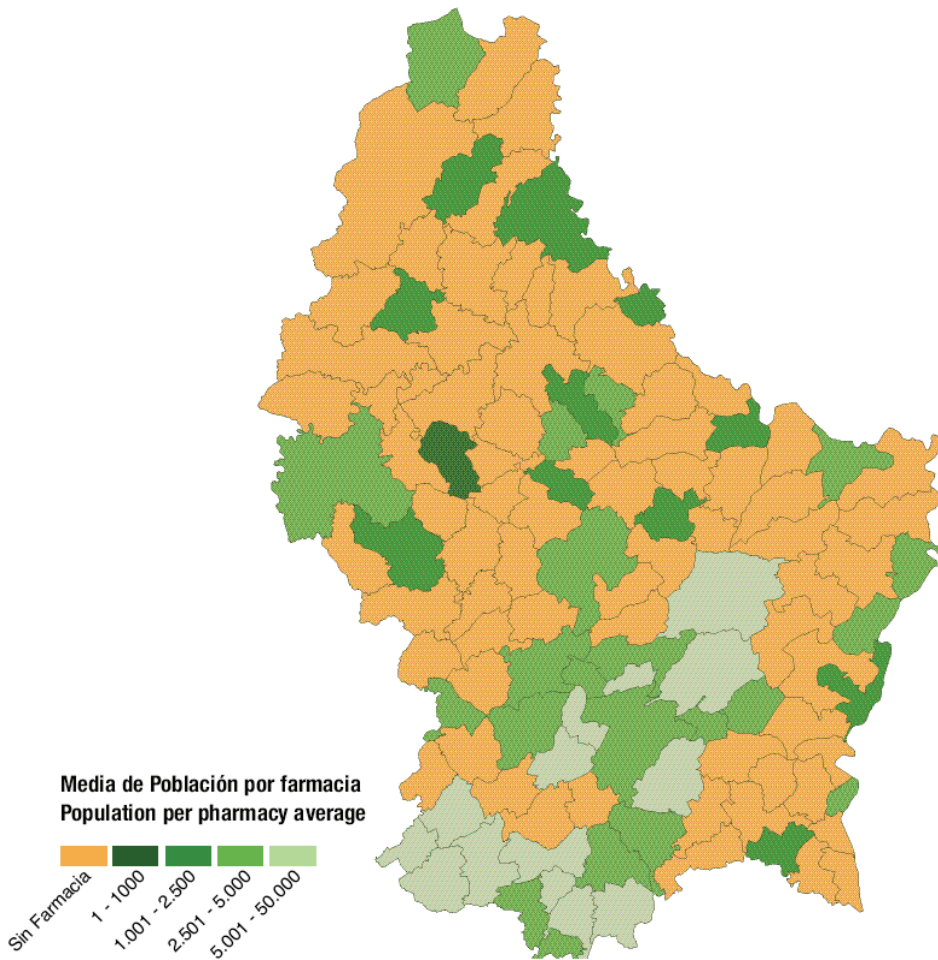 Media de Población por farmacia
Population per pharmacy average
Sin Farmacia
1 - 1000
1.001 - 2.500
2.501 - 5.000
5.001 - 50.000